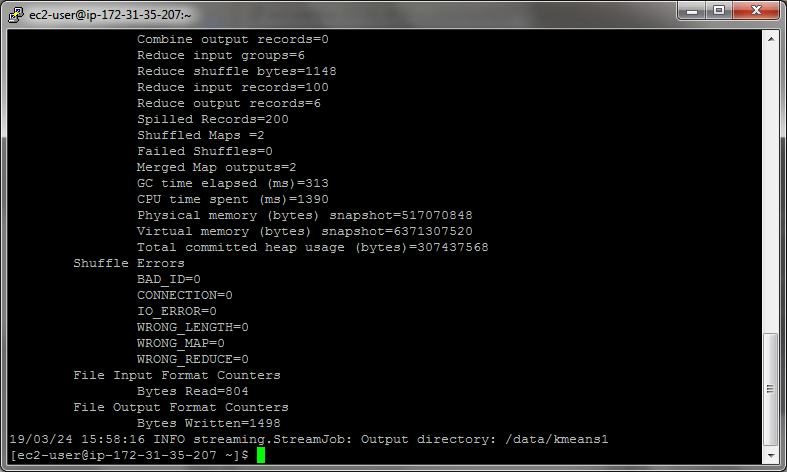 ec2-user@ip-172-31-35-207:~
Combine output records=0
Reduce input groups=6
Reduce shuffle bytes=1148
Reduce input records=100
Reduce output records=6
Spilled Records=200
Shuffled Maps =2
Failed Shuffles=0
Merged Map outputs=2
GC time elapsed (ms)=313
CPU time spent (ms)=1390
Physical memory (bytes) snapshot=517070848
Virtual memory (bytes) snapshot=6371307520
Total committed heap usage (bytes)=307437568
Shuffle Errors
BAD_ID=0
CONNECTION=0
IO_ERROR=0
WRONG_LENGTH=0
WRONG_MAP=0
WRONG_REDUCE=0
File Input Format Counters
Bytes Read=804
File Output Format Counters
Bytes Written=1498
19/03/24 15:58:16 INFO streaming.StreamJob: Output directory: /data/kmeans1
[ec2-user@ip-172-31-35-207 ~]$